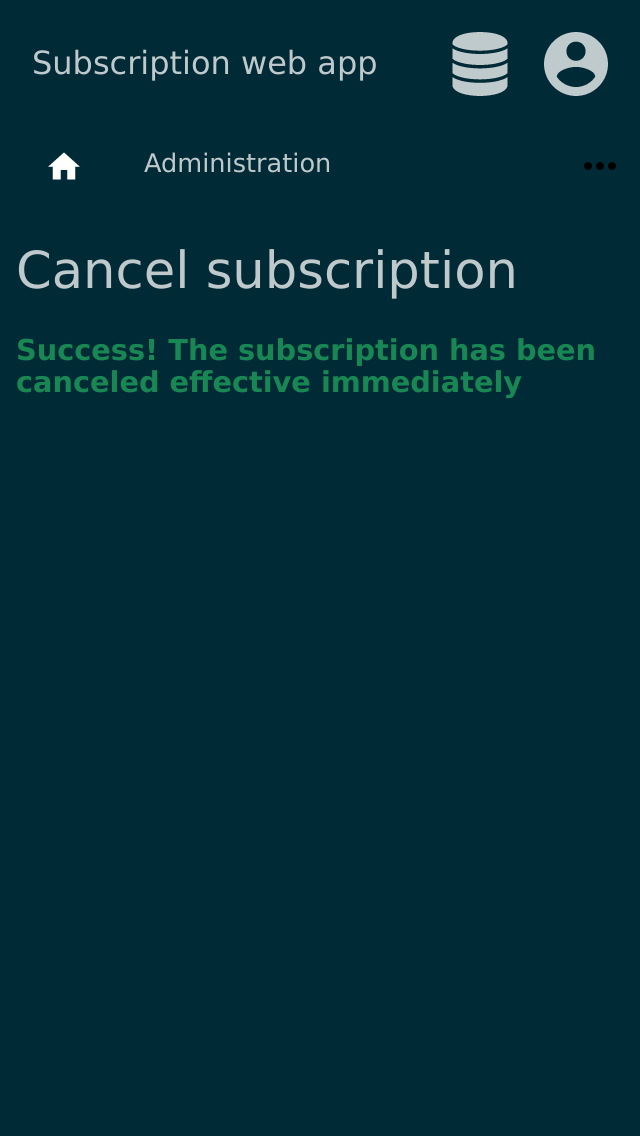 Subscription web app
Administration
Cancel subscription
Success! The subscription has been
canceled effective immediately